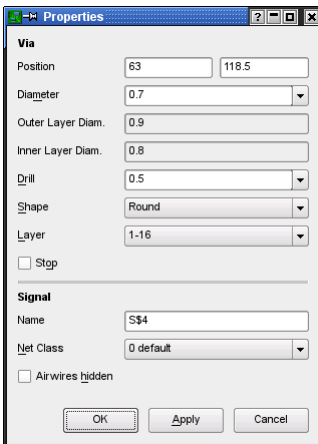 Properties
Via
Position 63 118.5
Diameter 0.7
Outer Layer Diam. 0.9
Inner Layer Diam. 0.8
Drill 0.5
Shape Round
Layer 1-16
Stop
Signal
Name S$4
Net Class 0 default
Airwires hidden
OK Apply Cancel